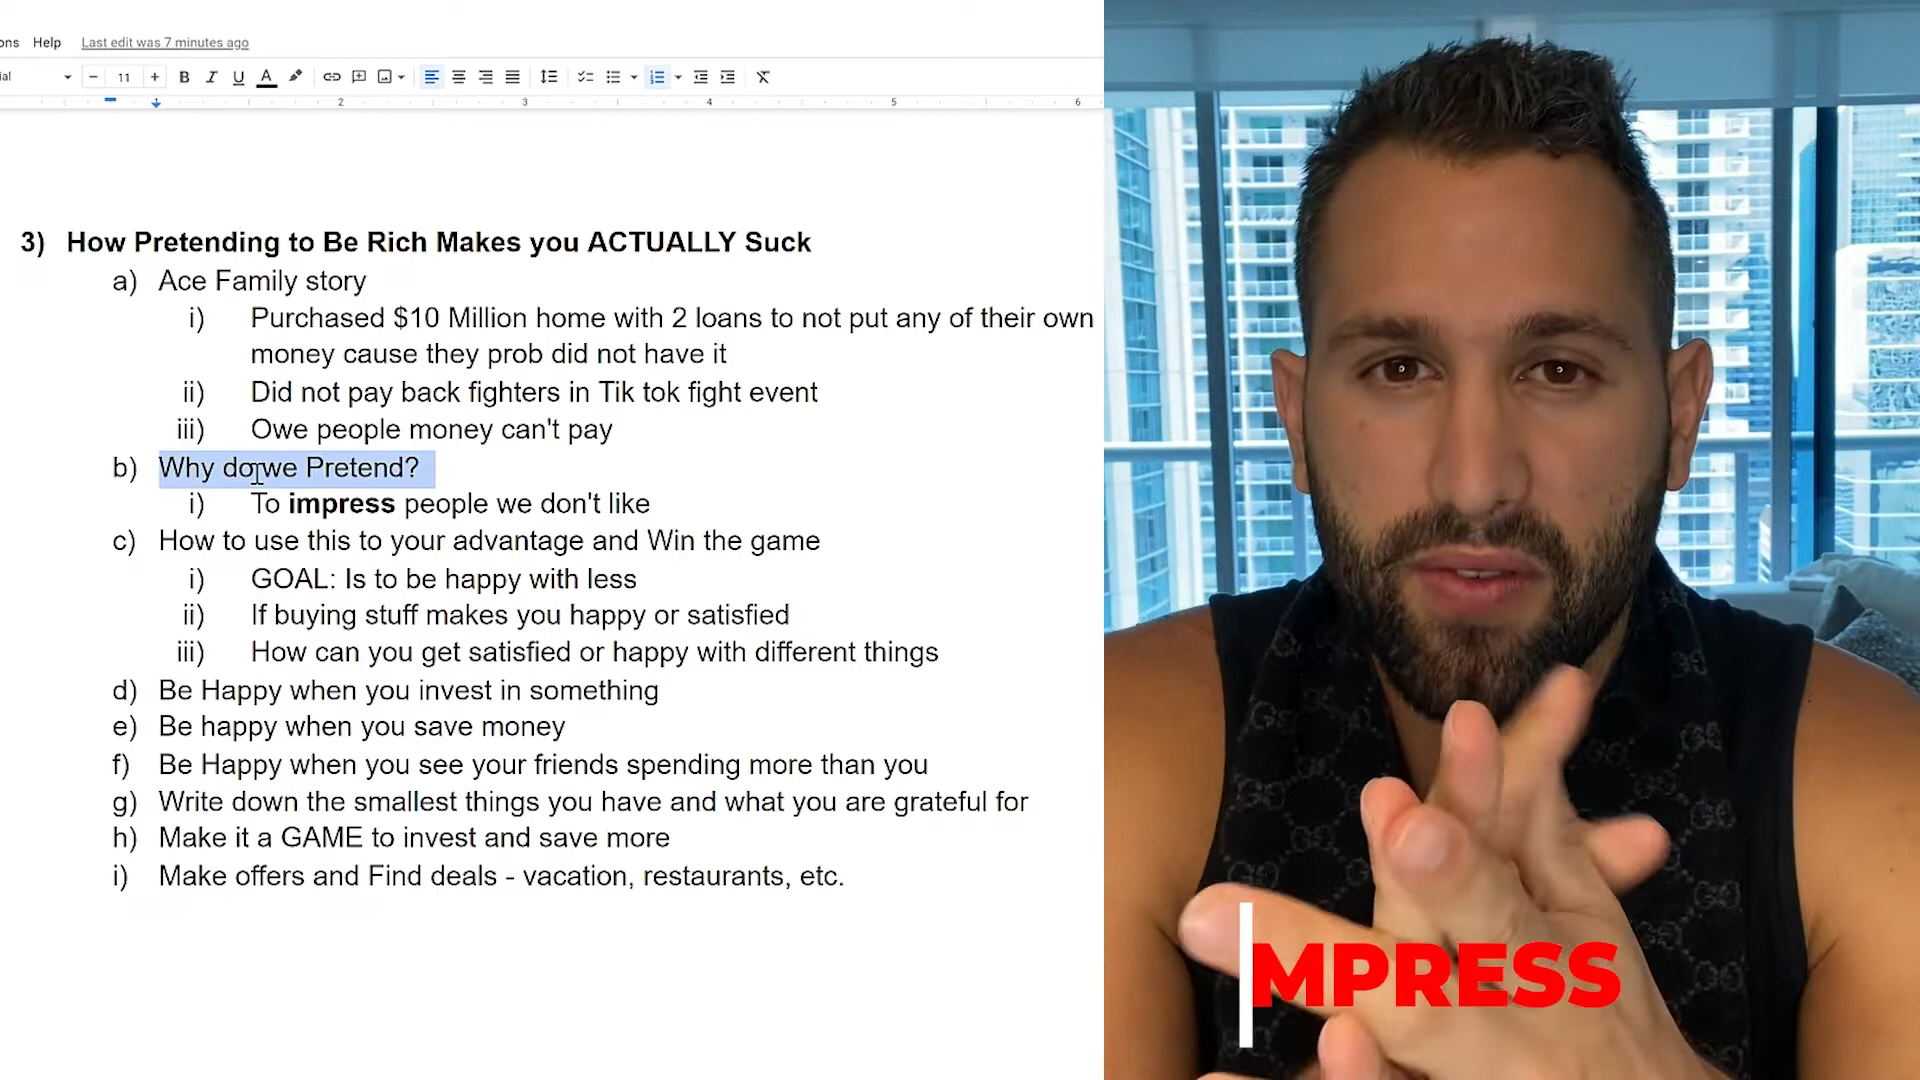 ons Help Last edit was 7 minutes ago
ial 11 B I U A
2 3 4 5 6
3) How Pretending to Be Rich Makes you ACTUALLY Suck
a) Ace Family story
i) Purchased $10 Million home with 2 loans to not put any of their own
money cause they prob did not have it
ii) Did not pay back fighters in Tik tok fight event
iii) Owe people money can't pay
b) Why do we Pretend?
i) To impress people we don't like
c) How to use this to your advantage and Win the game
i) GOAL: Is to be happy with less
ii) If buying stuff makes you happy or satisfied
iii) How can you get satisfied or happy with different things
d) Be Happy when you invest in something
e) Be happy when you save money
f) Be Happy when you see your friends spending more than you
g) Write down the smallest things you have and what you are grateful for
h) Make it a GAME to invest and save more
i) Make offers and Find deals - vacation, restaurants, etc.
MPRESS